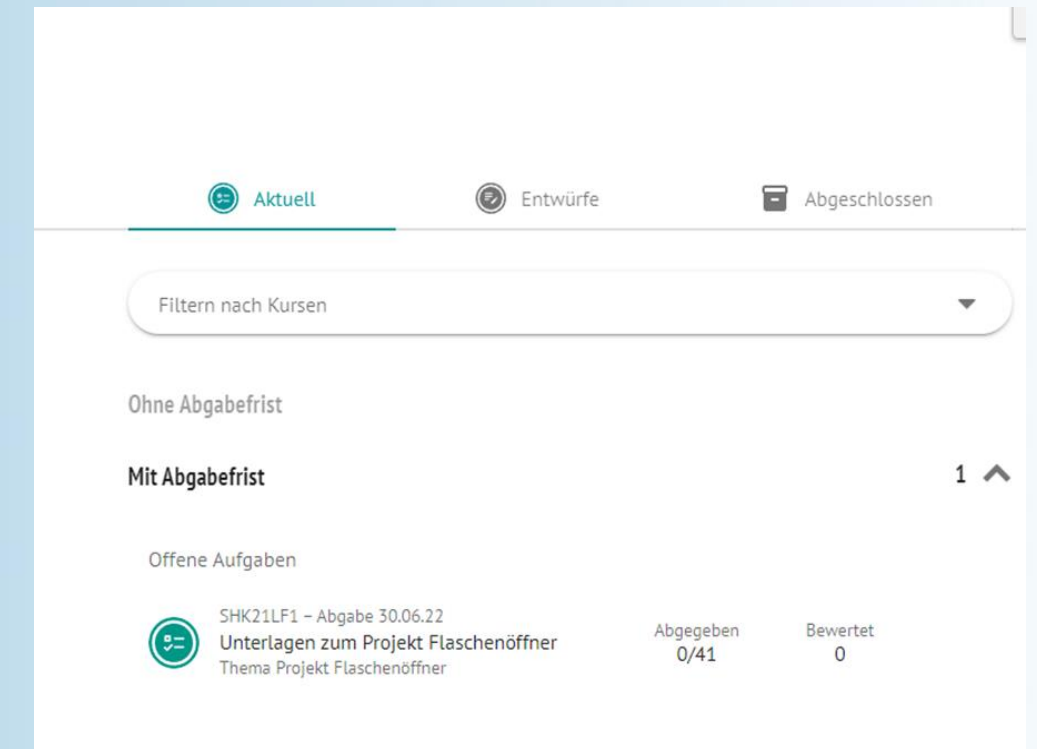 Aktuell
Entwürfe
Abgeschlossen
Filtern nach Kursen
Ohne Abgabefrist
Mit Abgabefrist
1
Offene Aufgaben
SHK21LF1 – Abgabe 30.06.22
Unterlagen zum Projekt Flaschenöffner
Thema Projekt Flaschenöffner
Abgegeben
0/41
Bewertet
0